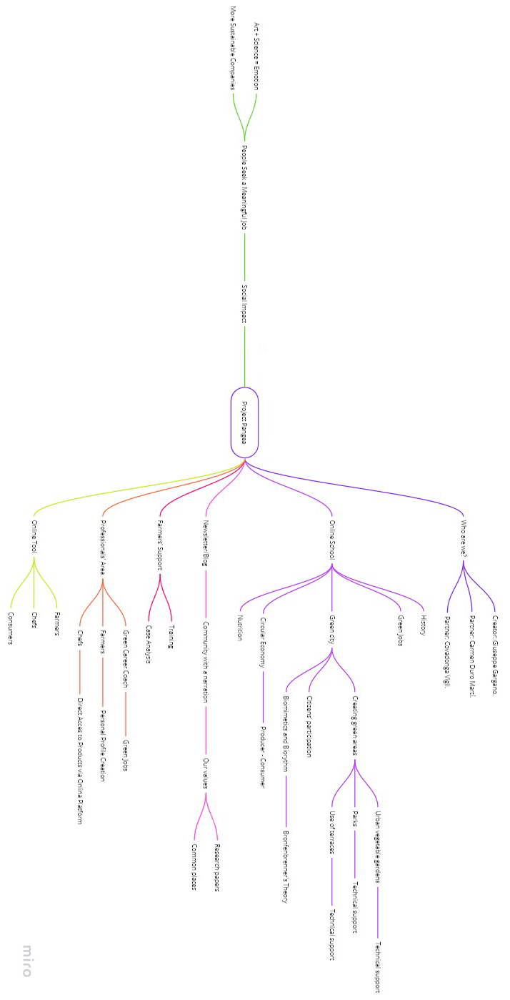 Art + Science = Emotion
More Sustainable Companies
People Seek a Meaningful Job
Social Impact
Project Pangea
Who are we?
Creator: Giuseppe Gargano.
Partner: Carmen Duro Martí.
Partner: Covadonga Vigil.
Online School
History
Green Jobs
Green city
Creating green areas
Urban vegetable gardens
Technical support
Parks
Technical support
Use of terraces
Technical support
Citizens' participation
Biomimetics and Biorythm
Bronfenbrenner's Theory
Circular Economy
Producer - Consumer
Nutrition
Newsletter/Blog
Community with a narration
Our values
Research papers
Common places
Farmers' Support
Training
Case Analysis
Professionals' Area
Green Career Coach
Green Jobs
Farmers
Personal Profile Creation
Chefs
Direct Acces to Products via Onlina Platform
Online Tool
Farmers
Chefs
Consumers
miro